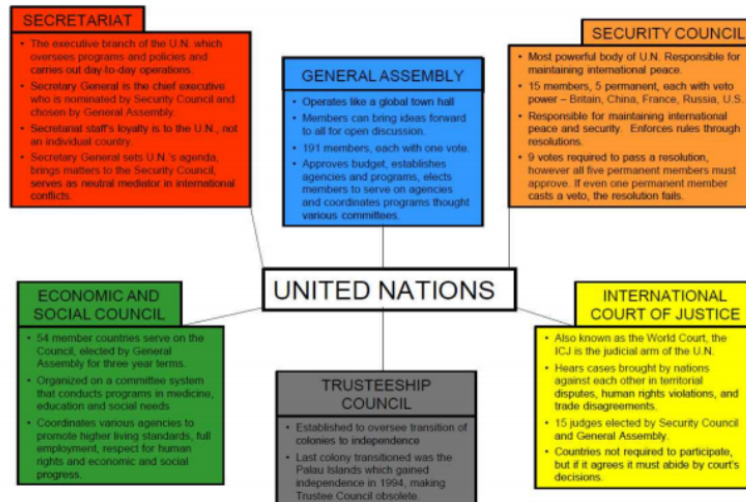 SECRETARIAT
• The executive branch of the U.N. which
oversees programs and policies and
carries out day-to-day operations.
• Secretary General is the chief executive
who is nominated by Security Council and
chosen by General Assembly.
• Secretariat staff's loyalty is to the U.N., not
an individual country.
• Secretary General sets U.N.'s agenda,
brings matters to the Security Council,
serves as neutral mediator in international
conflicts.
GENERAL ASSEMBLY
• Operates like a global town hall
• Members can bring ideas forward
to all for open discussion.
• 191 members, each with one vote.
• Approves budget, establishes
agencies and programs, elects
members to serve on agencies
and coordinates programs thought
various committees.
SECURITY COUNCIL
• Most powerful body of U.N. Responsible for
maintaining international peace.
• 15 members, 5 permanent, each with veto
power – Britain, China, France, Russia, U.S.
• Responsible for maintaining international
peace and security. Enforces rules through
resolutions.
• 9 votes required to pass a resolution,
however all five permanent members must
approve. If even one permanent member
casts a veto, the resolution fails.
UNITED NATIONS
ECONOMIC AND
SOCIAL COUNCIL
• 54 member countries serve on the
Council, elected by General
Assembly for three year terms.
• Organized on a committee system
that conducts programs in medicine,
education and social needs
• Coordinates various agencies to
promote higher living standards, full
employment, respect for human
rights and economic and social
progress.
TRUSTEESHIP
COUNCIL
• Established to oversee transition of
colonies to independence
• Last colony transitioned was the
Palau Islands which gained
independence in 1994, making
Trustee Council obsolete.
INTERNATIONAL
COURT OF JUSTICE
• Also known as the World Court, the
ICJ is the judicial arm of the U.N.
• Hears cases brought by nations
against each other in territorial
disputes, human rights violations, and
trade disagreements.
• 15 judges elected by Security Council
and General Assembly.
• Countries not required to participate,
but if it agrees it must abide by court's
decisions.